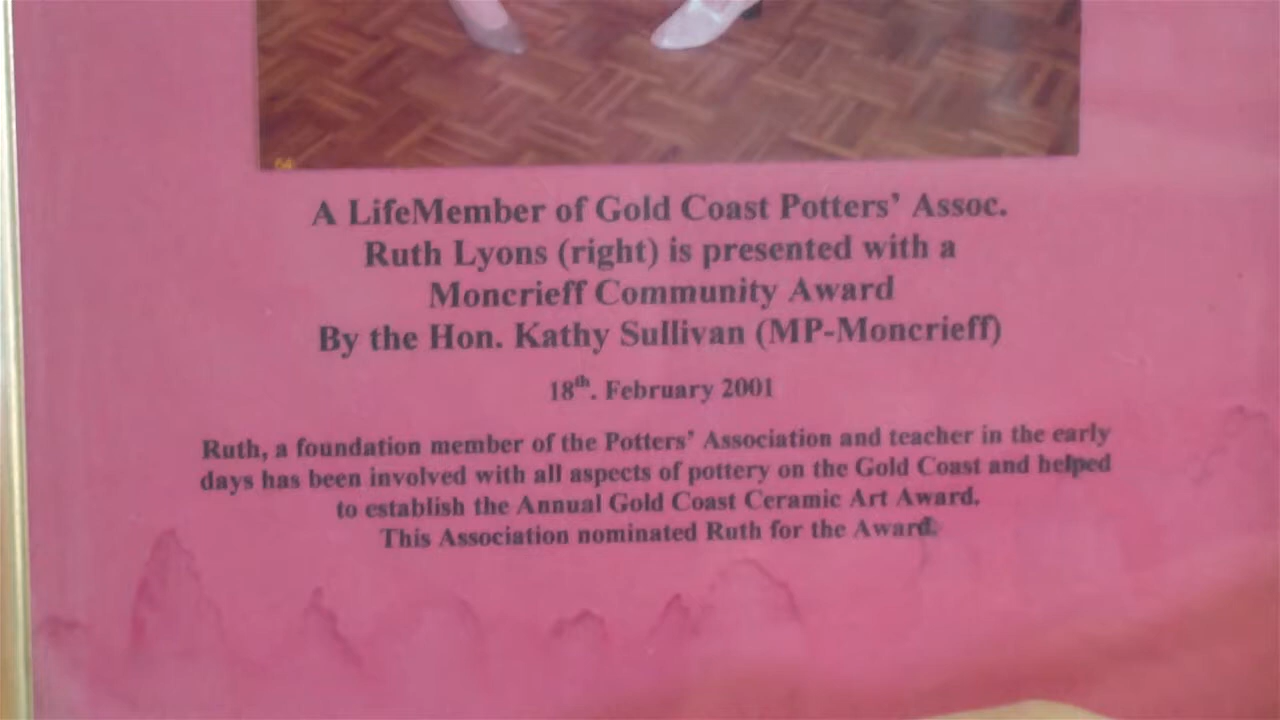 64
A LifeMember of Gold Coast Potters' Assoc.
Ruth Lyons (right) is presented with a
Moncrieff Community Award
By the Hon. Kathy Sullivan (MP-Moncrieff)
18th. February 2001
Ruth, a foundation member of the Potters' Association and teacher in the early
days has been involved with all aspects of pottery on the Gold Coast and helped
to establish the Annual Gold Coast Ceramic Art Award.
This Association nominated Ruth for the Award.